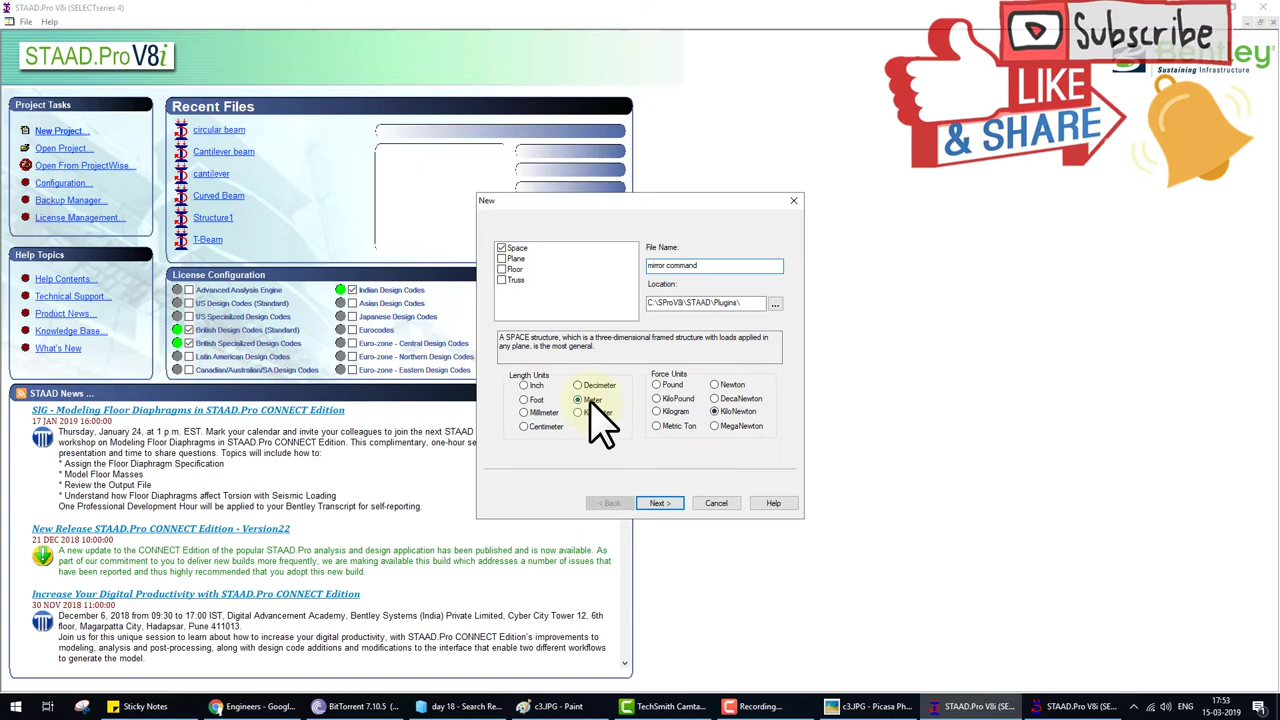 STAAD.Pro V8i (SELECTseries 4)
File Help
STAAD.Pro V8i
Bentley
Sustaining Infrastructure
Subscribe
LIKE
& SHARE
Project Tasks
New Project...
Open Project...
Open From ProjectWise...
Configuration...
Backup Manager...
License Management...
Help Topics
Help Contents...
Technical Support...
Product News...
Knowledge Base...
What's New
Recent Files
circular beam
Cantilever beam
cantilever
Curved Beam
Structure1
T-Beam
License Configuration
Advanced Analysis Engine
US Design Codes (Standard)
US Specialized Design Codes
British Design Codes (Standard)
British Specialized Design Codes
Latin American Design Codes
Canadian/Australian/SA Design Codes
Indian Design Codes
Asian Design Codes
Japanese Design Codes
Eurocodes
Euro-zone - Central Design Codes
Euro-zone - Northern Design Codes
Euro-zone - Eastern Design Codes
STAAD News ...
SIG - Modeling Floor Diaphragms in STAAD.Pro CONNECT Edition
17 JAN 2019 16:00:00
Thursday, January 24, at 1 p.m. EST. Mark your calendar and invite your colleagues to join the next STAAD
workshop on Modeling Floor Diaphragms in STAAD.Pro CONNECT Edition. This complimentary, one-hour se
presentation and time to share questions. Topics will include how to:
* Assign the Floor Diaphragm Specification
* Model Floor Masses
* Review the Output File
* Understand how Floor Diaphragms affect Torsion with Seismic Loading
One Professional Development Hour will be applied to your Bentley Transcript for self-reporting.
New Release STAAD.Pro CONNECT Edition - Version22
21 DEC 2018 10:00:00
A new update to the CONNECT Edition of the popular STAAD.Pro analysis and design application has been published and is now available. As
part of our commitment to you to deliver new builds more frequently, we are making available this build which addresses a number of issues that
have been reported and thus highly recommended that you adopt this new build.
Increase Your Digital Productivity with STAAD.Pro CONNECT Edition
30 NOV 2018 11:00:00
December 6, 2018 from 09:30 to 17:00 IST, Digital Advancement Academy, Bentley Systems (India) Private Limited, Cyber City Tower 12, 6th
floor, Magarpatta City, Hadapsar, Pune 411013.
Join us for this unique session to learn about how to increase your digital productivity, with STAAD.Pro CONNECT Edition's improvements to
modeling, analysis and post-processing, along with design code additions and modifications to the interface that enable two different workflows
to generate the model.
New
Space
Plane
Floor
Truss
File Name:
mirror command
Location:
C:\SProV8i\STAAD\Plugins\
...
A SPACE structure, which is a three-dimensional framed structure with loads applied in
any plane, is the most general.
Length Units
Inch
Foot
Millimeter
Centimeter
Decimeter
Meter
Force Units
Pound
KiloPound
Kilogram
Metric Ton
Newton
DecaNewton
KiloNewton
MegaNewton
< Back
Next >
Cancel
Help
Sticky Notes
Engineers - Googl...
BitTorrent 7.10.5 (...
day 18 - Search Re...
c3.JPG - Paint
TechSmith Camta...
Recording...
c3.JPG - Picasa Ph...
STAAD.Pro V8i (SE...
STAAD.Pro V8i (SE...
ENG
17:53
15-03-2019